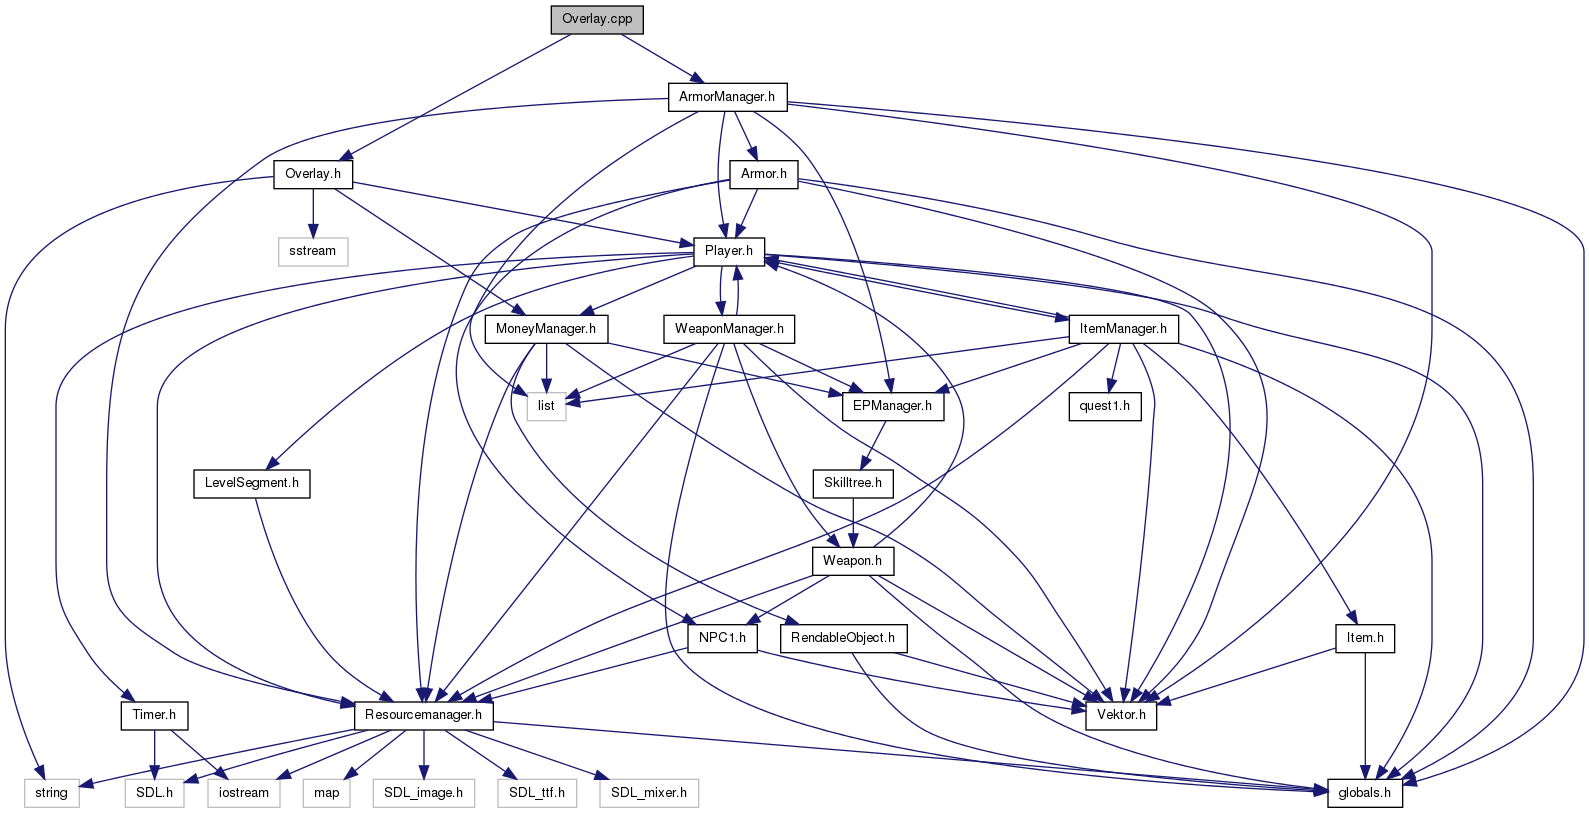 Overlay.cpp
ArmorManager.h
Overlay.h
Armor.h
sstream
Player.h
MoneyManager.h
WeaponManager.h
ItemManager.h
list
EPManager.h
quest1.h
LevelSegment.h
Skilltree.h
Weapon.h
NPC1.h
RendableObject.h
Item.h
Timer.h
Resourcemanager.h
Vektor.h
string
SDL.h
iostream
map
SDL_image.h
SDL_ttf.h
SDL_mixer.h
globals.h